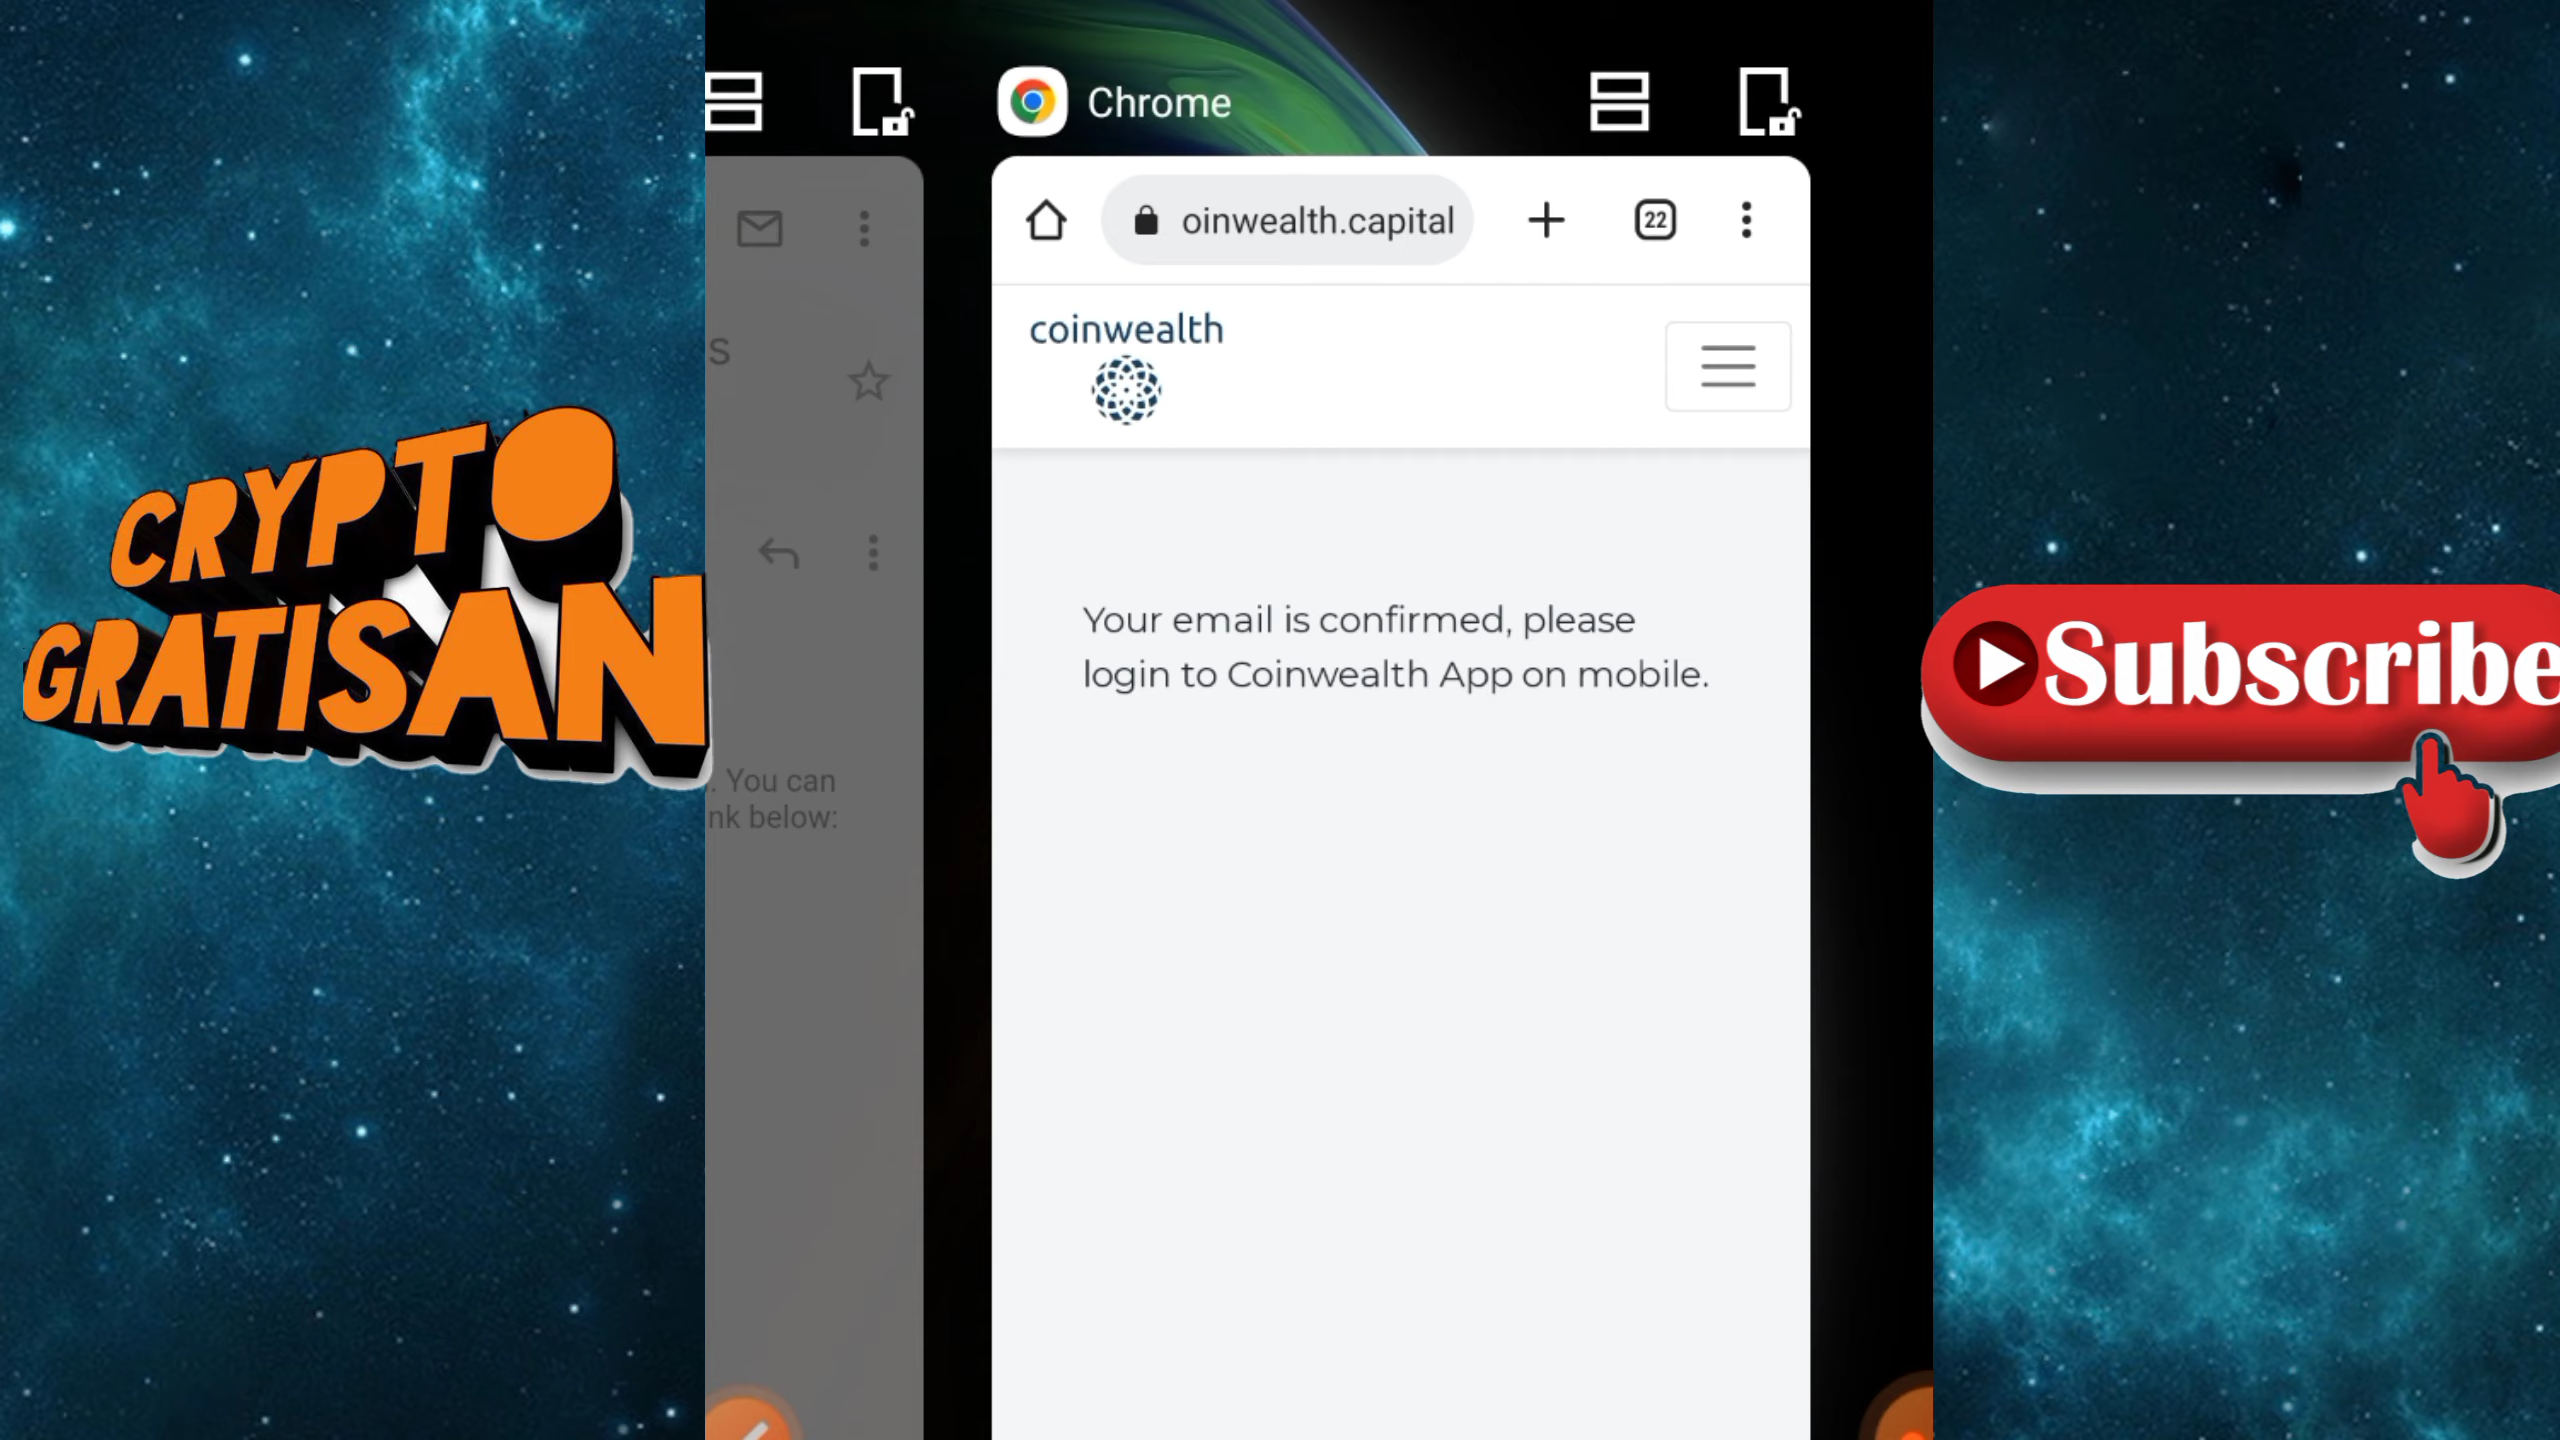 CRYPTO
GRATISAN
Chrome
oinwealth.capital
22
coinwealth
Your email is confirmed, please
login to Coinwealth App on mobile.
s
. You can
nk below:
Subscribe